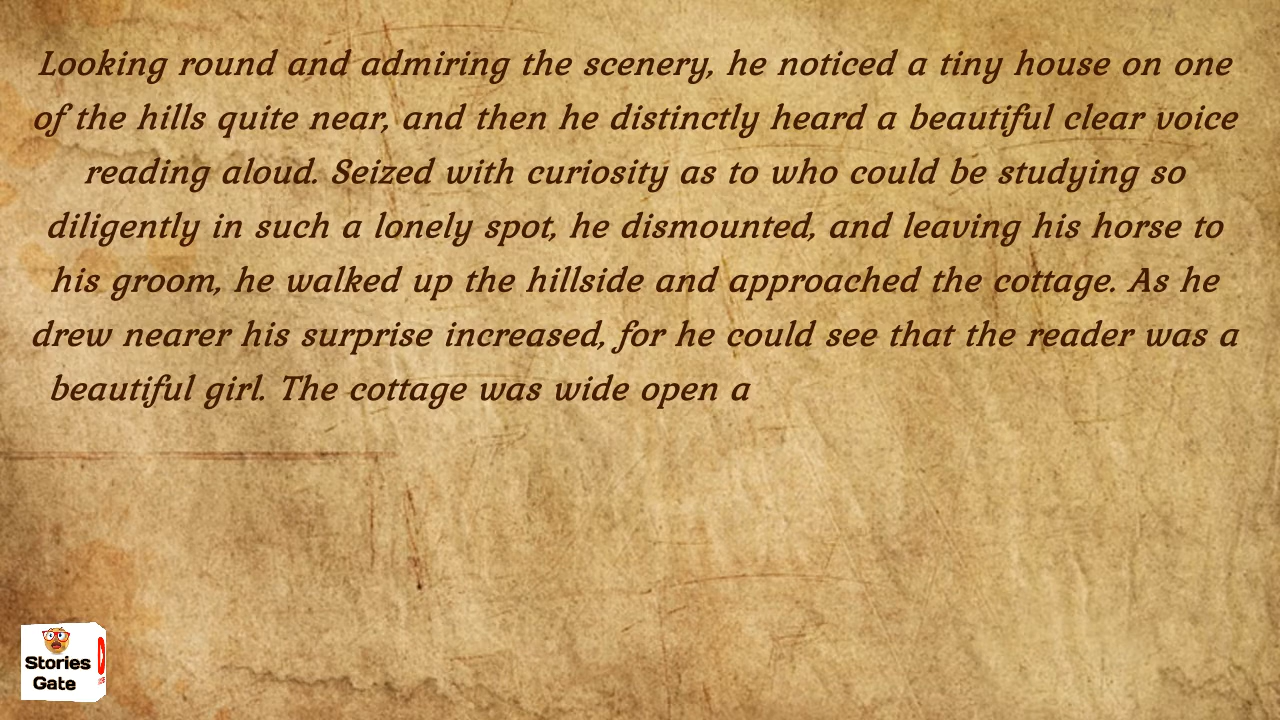 Looking round and admiring the scenery, he noticed a tiny house on one
of the hills quite near, and then he distinctly heard a beautiful clear voice
reading aloud. Seized with curiosity as to who could be studying so
diligently in such a lonely spot, he dismounted, and leaving his horse to
his groom, he walked up the hillside and approached the cottage. As he
drew nearer his surprise increased, for he could see that the reader was a
beautiful girl. The cottage was wide open a
Stories
Gate